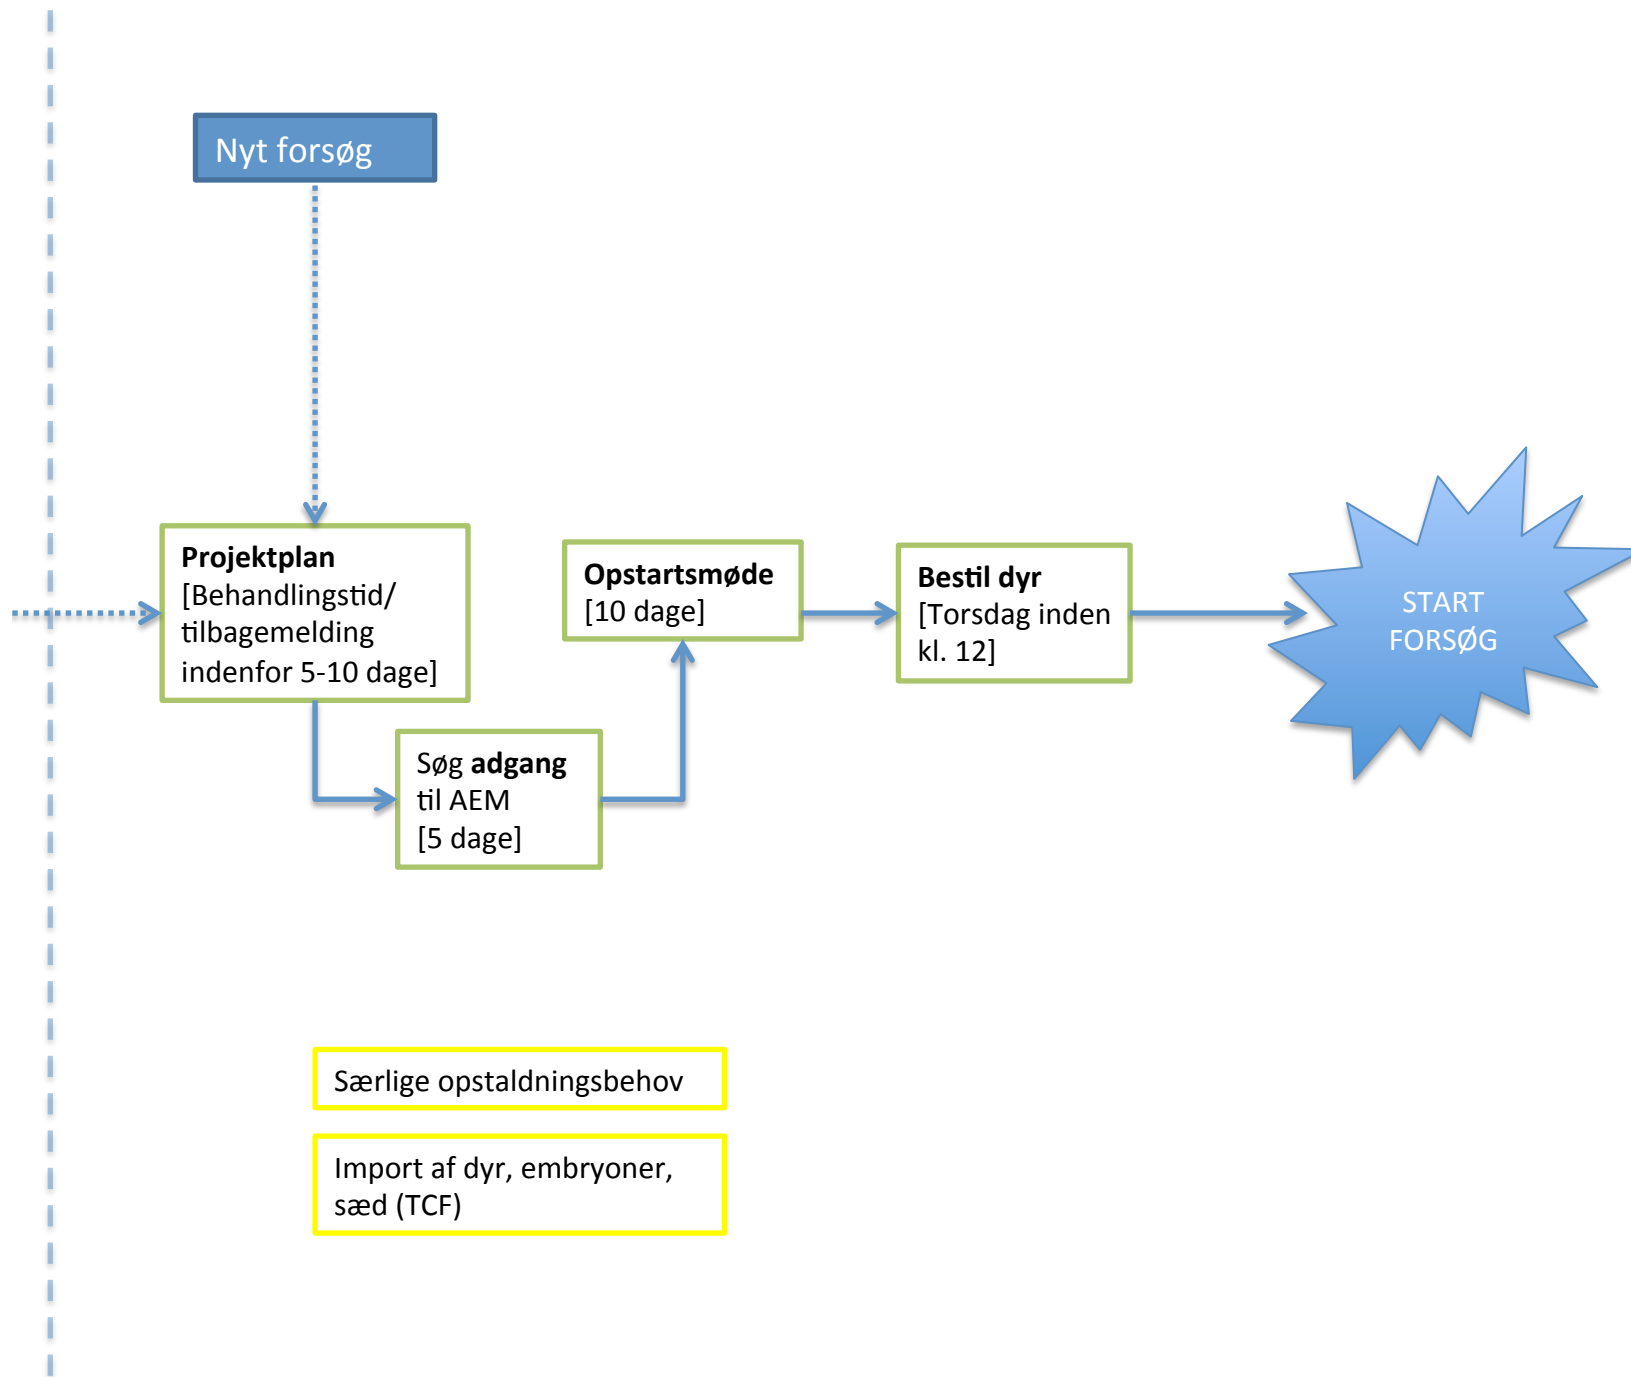 Nyt forsøg
Projektplan
[Behandlingstid/
tilbagemelding
indenfor 5-10 dage]
Søg adgang
til AEM
[5 dage]
Opstartsmøde
[10 dage]
Bestil dyr
[Torsdag inden
kl. 12]
START
FORSØG
Særlige opstaldningsbehov
Import af dyr, embryoner,
sæd (TCF)